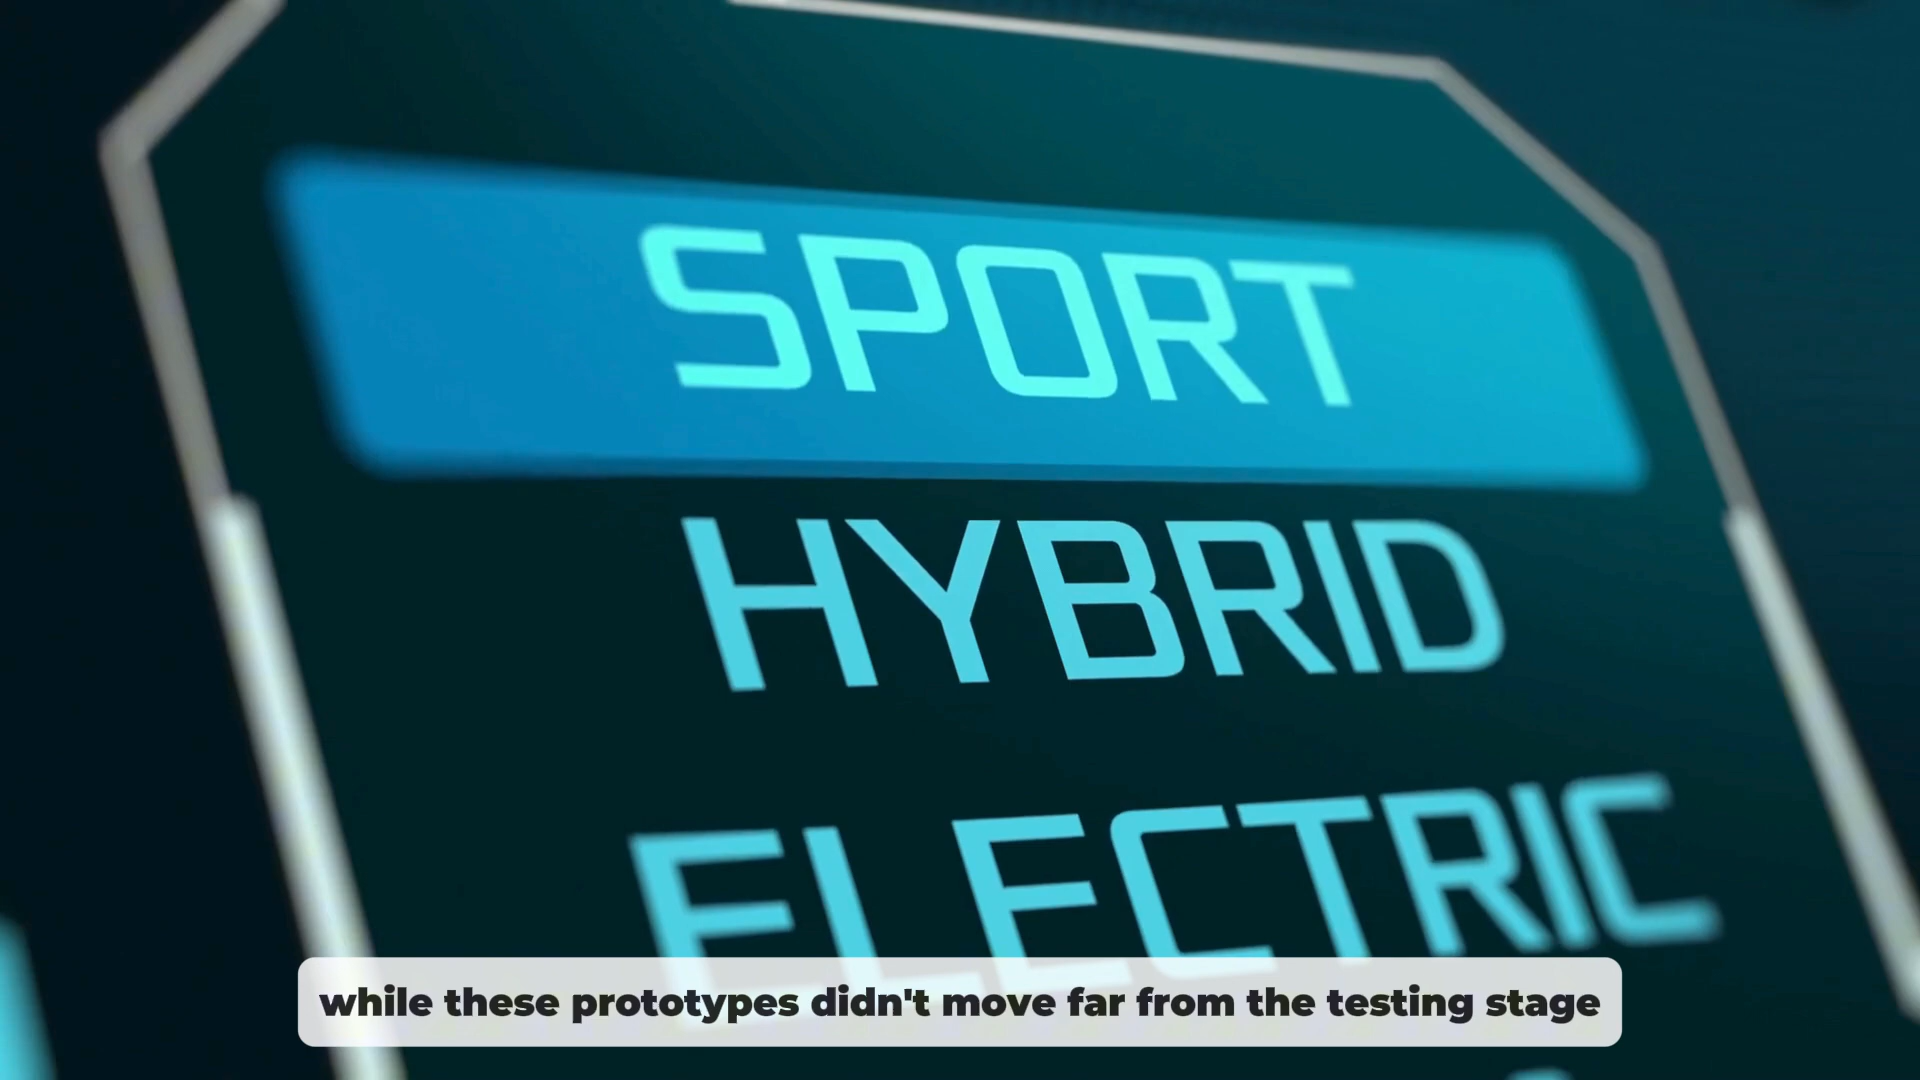 SPORT
HYBRID
ELECTRIC
while these prototypes didn't move far from the testing stage